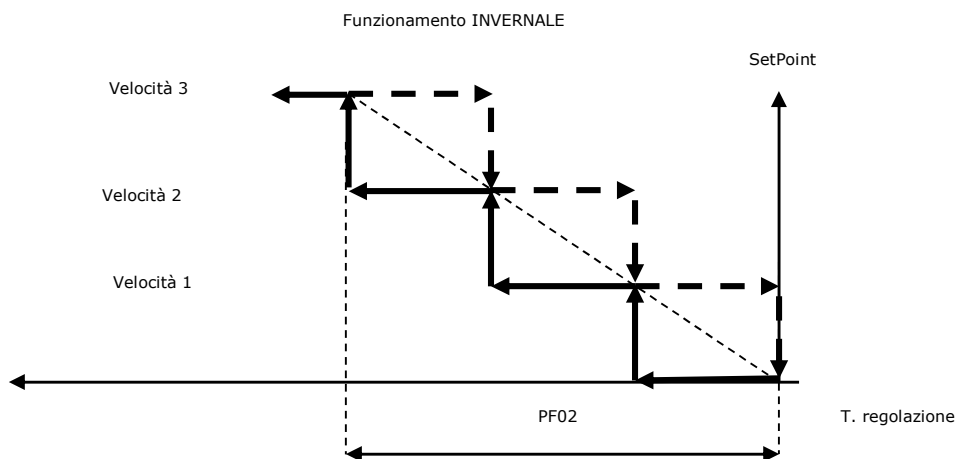 Funzionamento INVERNALE
SetPoint
Velocità 3
Velocità 2
Velocità 1
PF02
T. regolazione